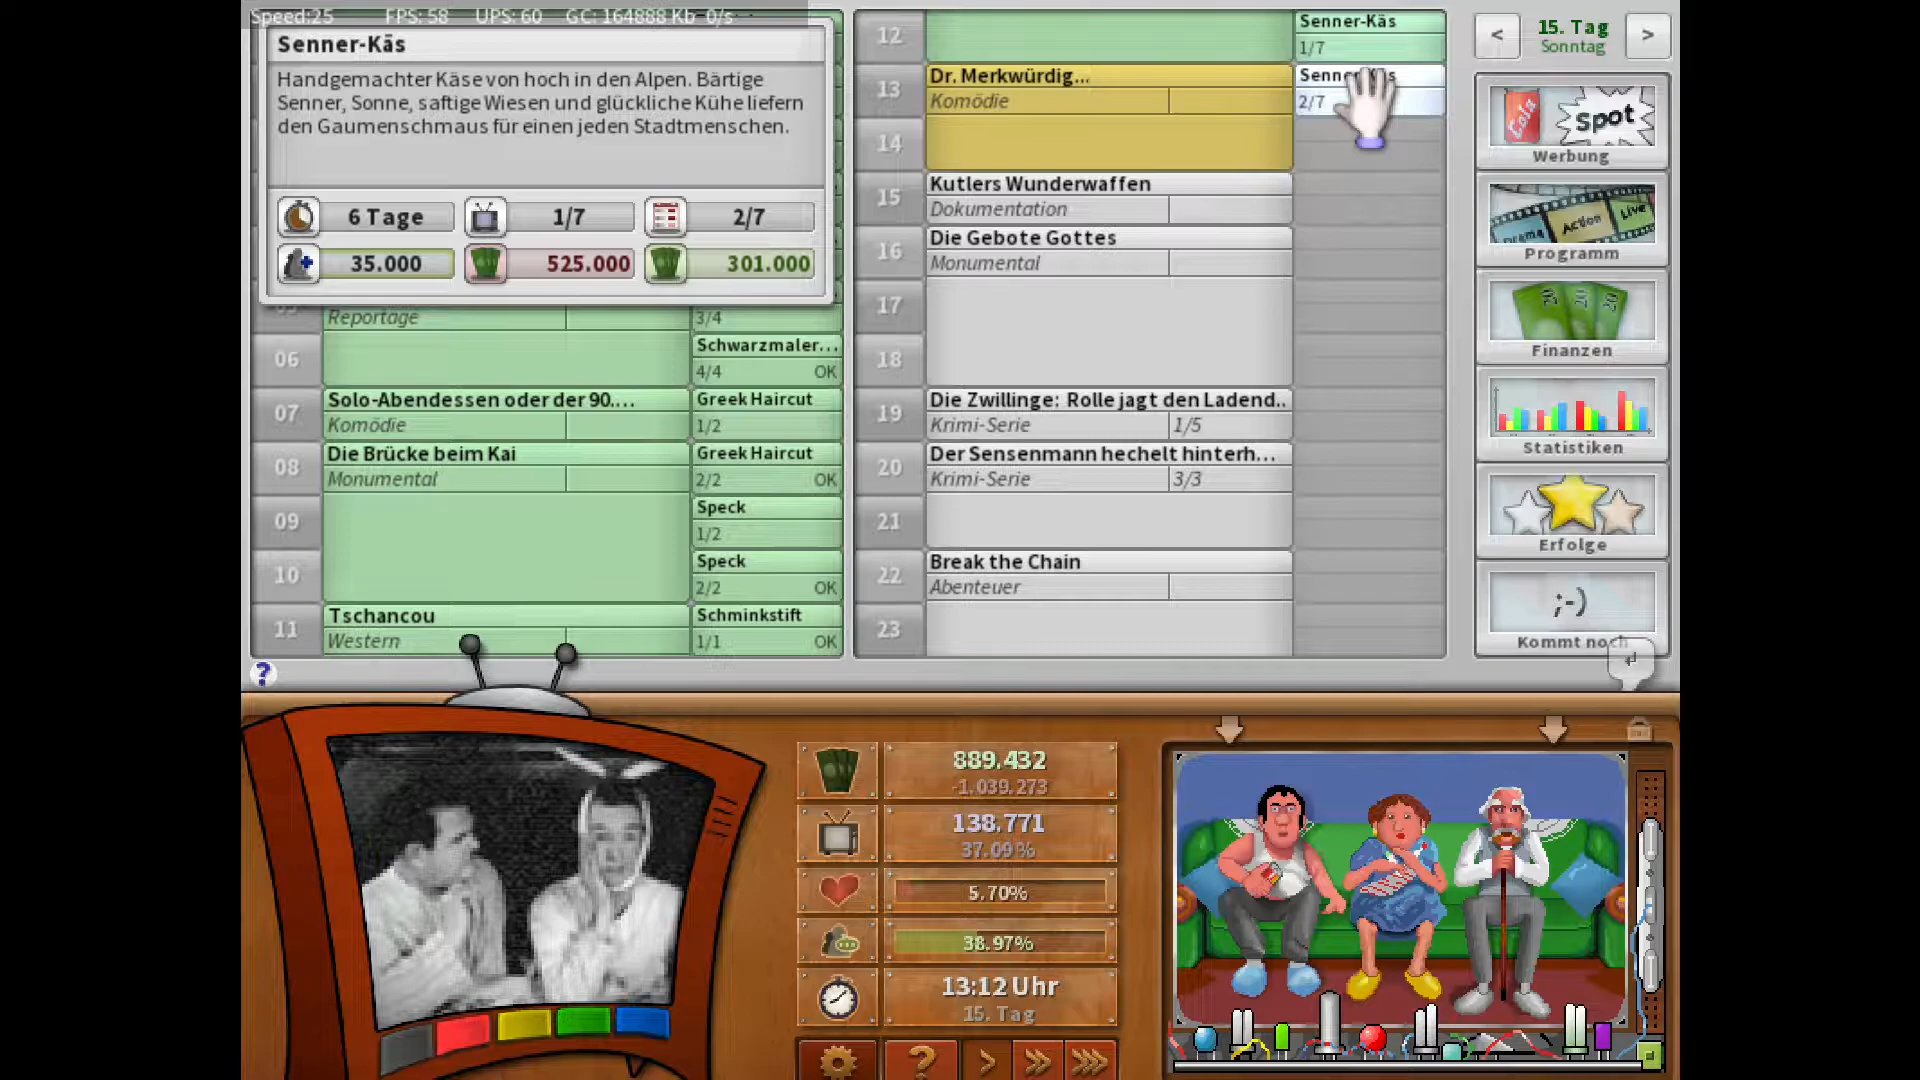 Speed:25 FPS: 58 UPS: 60 GC: 164888 Kb 0/s
Senner-Käs
Handgemachter Käse von hoch in den Alpen. Bärtige
Senner, Sonne, saftige Wiesen und glückliche Kühe liefern
den Gaumenschmaus für einen jeden Stadtmenschen.
6 Tage 1/7 2/7
35.000 525.000 301.000
Reportage 3/4
06 Schwarzmaler...
4/4 OK
07 Solo-Abendessen oder der 90.... Greek Haircut
Komödie 1/2
08 Die Brücke beim Kai Greek Haircut
Monumental 2/2 OK
09 Speck
1/2
10 Speck
2/2 OK
11 Tschancou Schminkstift
Western 1/1 OK
12 Senner-Käs
1/7
13 Dr. Merkwürdig...
Komödie 2/7
14
15 Kutlers Wunderwaffen
Dokumentation
16 Die Gebote Gottes
Monumental
17
18
19 Die Zwillinge: Rolle jagt den Ladend..
Krimi-Serie 1/5
20 Der Sensenmann hechelt hinterh...
Krimi-Serie 3/3
21
22 Break the Chain
Abenteuer
23
< 15. Tag >
Sonntag
Cola Spot
Werbung
Drama Action Live
Programm
20 20 20
Finanzen
Statistiken
Erfolge
;-)
Kommt noch
?
889.432
-1.039.273
138.771
37.09%
5.70%
38.97%
13:12 Uhr
15. Tag
?